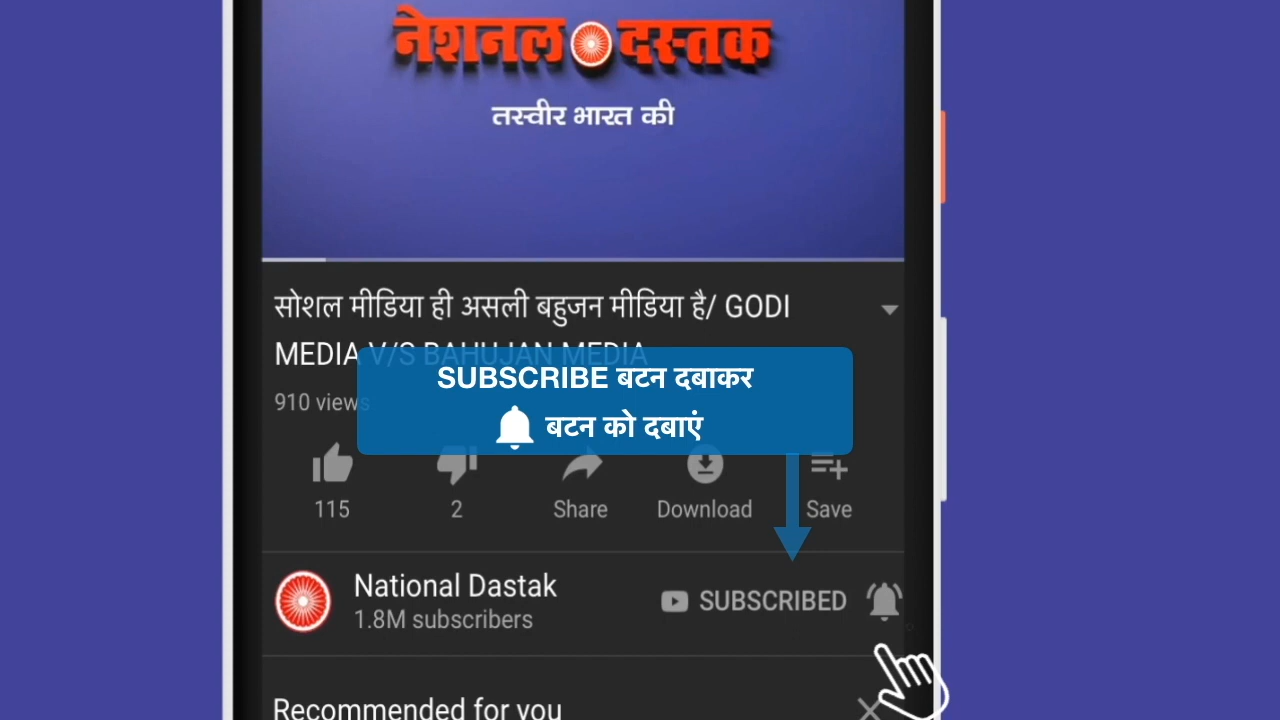 नेशनल दस्तक
तस्वीर भारत की
सोशल मीडिया ही असली बहुजन मीडिया है/ GODI
MEDIA V/S BAHUJAN MEDIA
910 views
SUBSCRIBE बटन दबाकर
बटन को दबाएं
115
2
Share
Download
Save
National Dastak
1.8M subscribers
SUBSCRIBED
Recommended for you